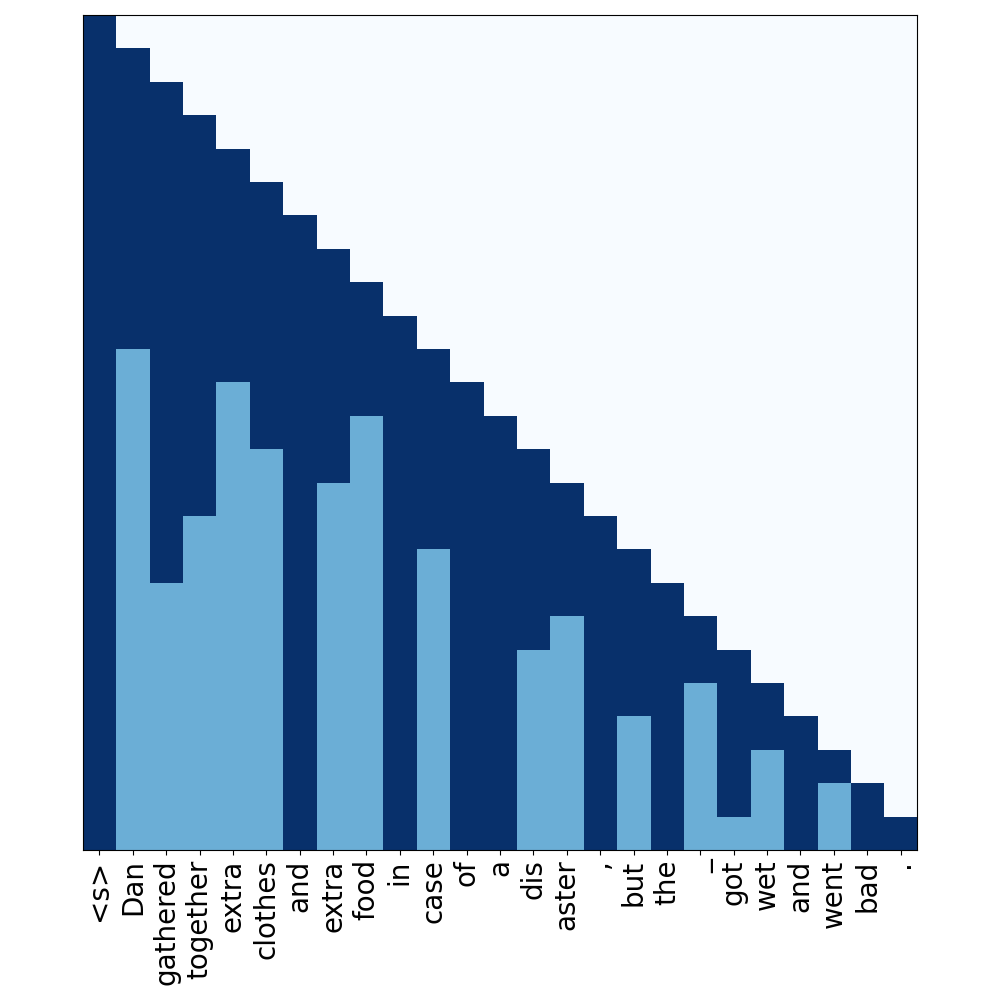 <s> Dan gathered together extra clothes and extra food in case of a dis aster , but the _ got wet and went bad .